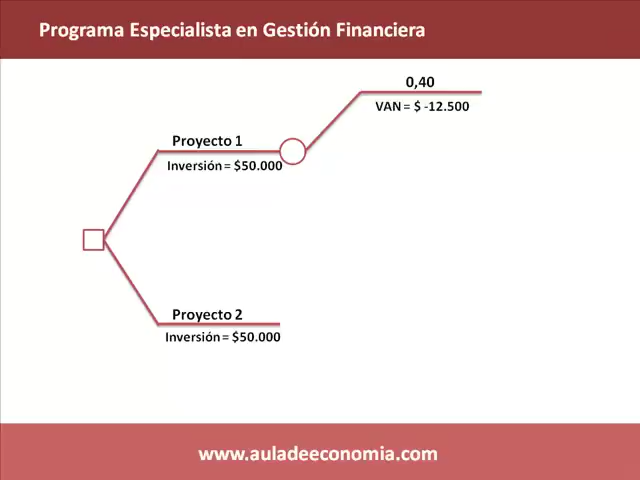 Programa Especialista en Gestión Financiera
0,40
VAN = $ -12.500
Proyecto 1
Inversión = $50.000
Proyecto 2
Inversión = $50.000
www.auladeeconomia.com